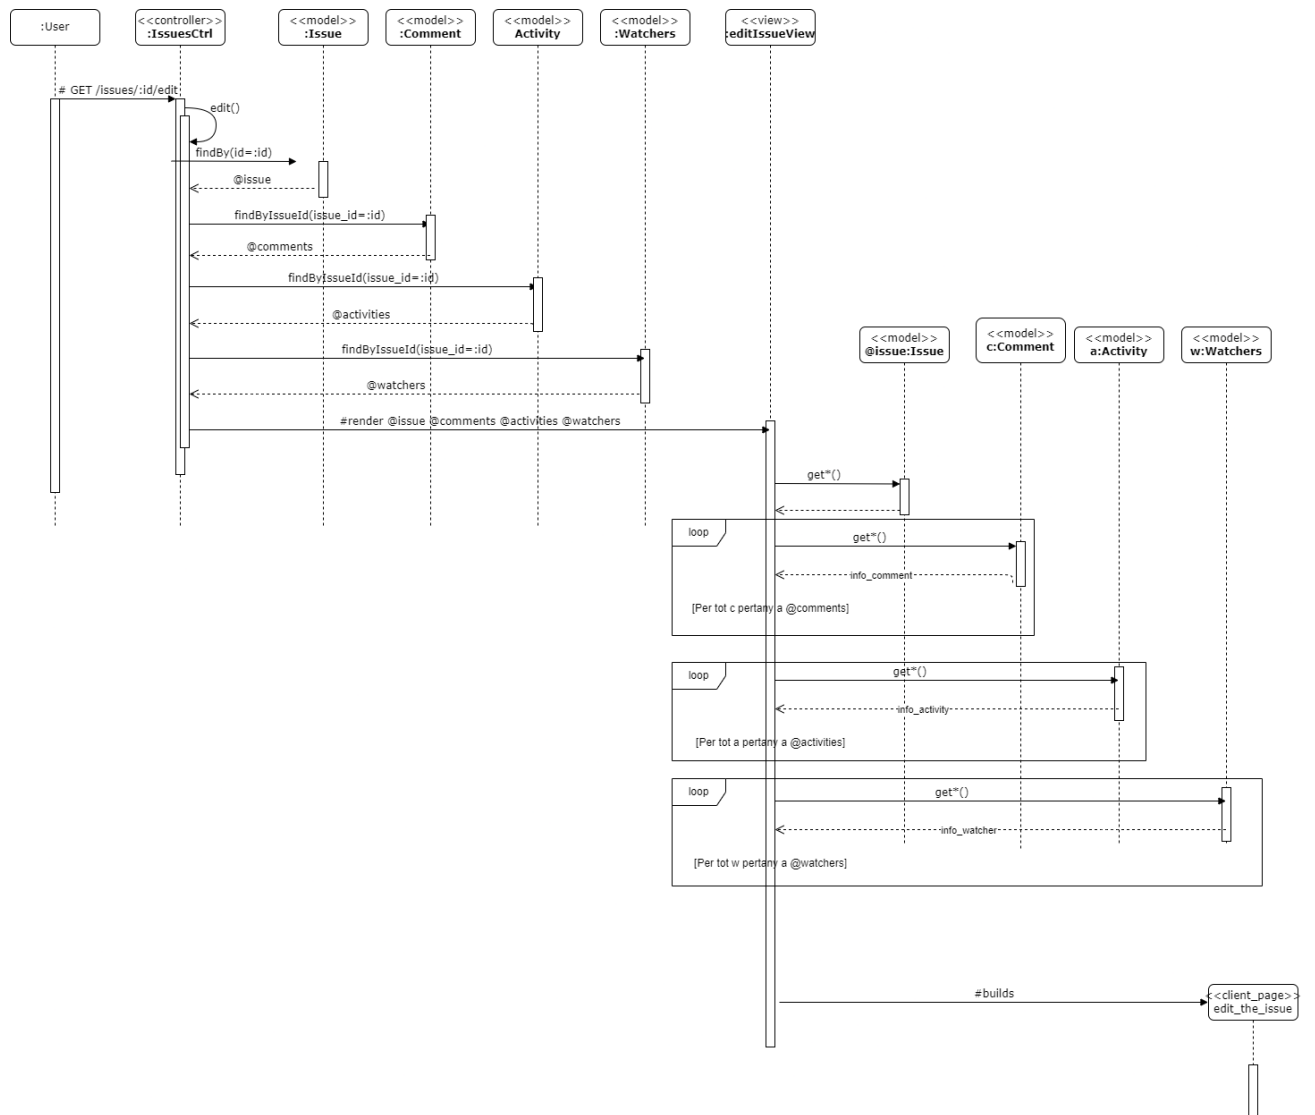 :User
<<controller>>
:IssuesCtrl
<<model>>
:Issue
<<model>>
:Comment
<<model>>
Activity
<<model>>
:Watchers
<<view>>
:editIssueView
# GET /issues/:id/edit
edit()
findBy(id=:id)
@issue
findByIssueId(issue_id=:id)
@comments
findByIssueId(issue_id=:id)
@activities
findByIssueId(issue_id=:id)
@watchers
#render @issue @comments @activities @watchers
<<model>>
@issue:Issue
<<model>>
c:Comment
<<model>>
a:Activity
<<model>>
w:Watchers
get*()
loop
get*()
info_comment
[Per tot c pertany a @comments]
loop
get*()
info_activity
[Per tot a pertany a @activities]
loop
get*()
info_watcher
[Per tot w pertany a @watchers]
#builds
<<client_page>>
edit_the_issue